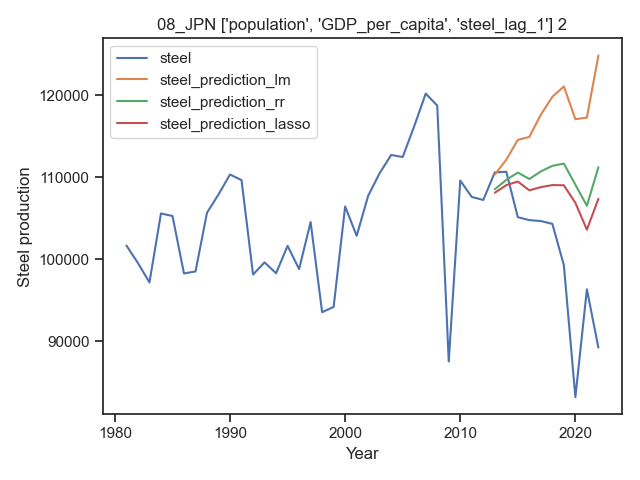 08_JPN ['population', 'GDP_per_capita', 'steel_lag_1'] 2
steel
steel_prediction_lm
steel_prediction_rr
steel_prediction_lasso
120000
110000
100000
90000
Steel production
1980
1990
2000
2010
2020
Year